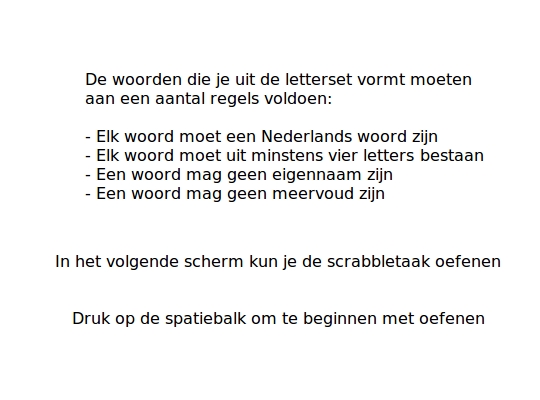 De woorden die je uit de letterset vormt moeten
aan een aantal regels voldoen:
- Elk woord moet een Nederlands woord zijn
- Elk woord moet uit minstens vier letters bestaan
- Een woord mag geen eigennaam zijn
- Een woord mag geen meervoud zijn
In het volgende scherm kun je de scrabbletaak oefenen
Druk op de spatiebalk om te beginnen met oefenen